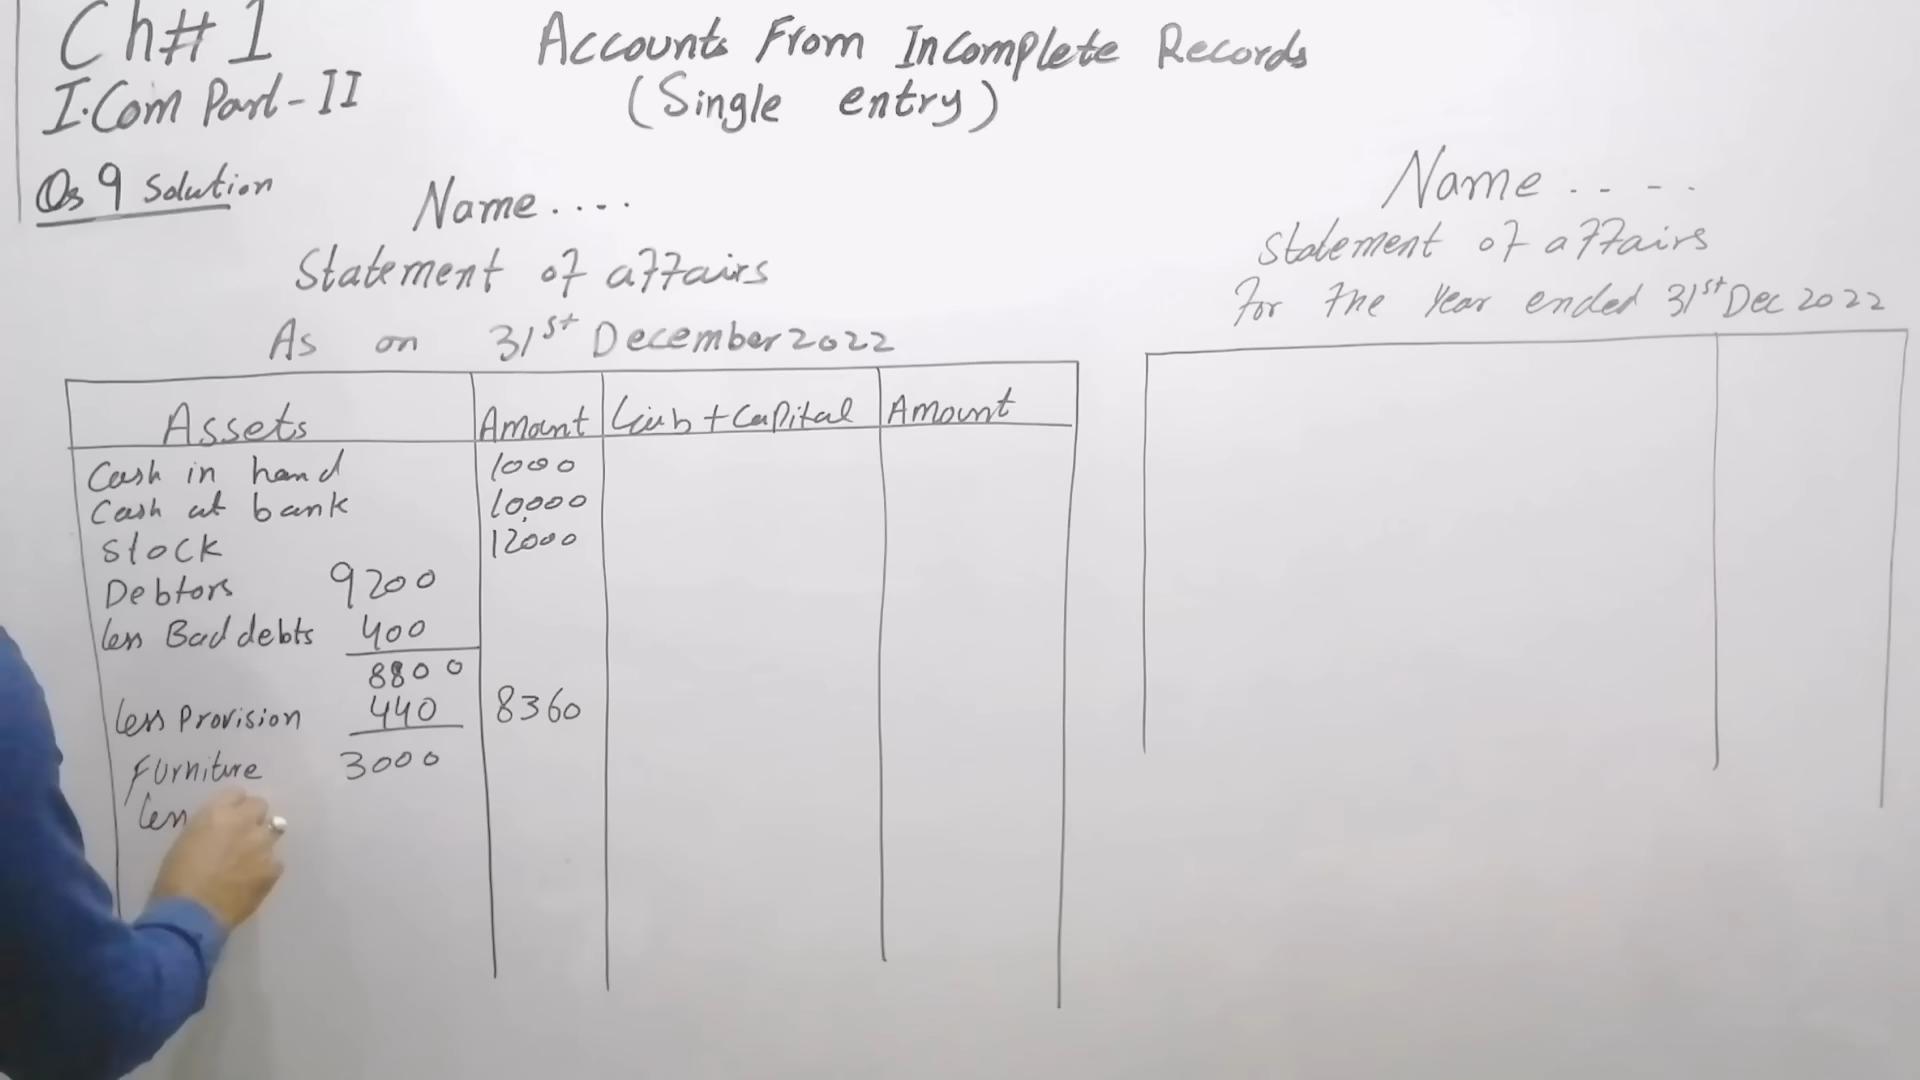 Ch# 1
I.Com Part-II
Accounts From Incomplete Records
(Single entry)
Qs 9 Solution
Name....
Statement of affairs
As on 31st December 2022
Assets Amount Liab + Capital Amount
Cash in hand 1000
Cash at bank 10,000
Stock 12000
Debtors 9200
less Bad debts 400
8800
less Provision 440 8360
Furniture 3000
less
Name.....
Statement of affairs
For the Year ended 31st Dec 2022